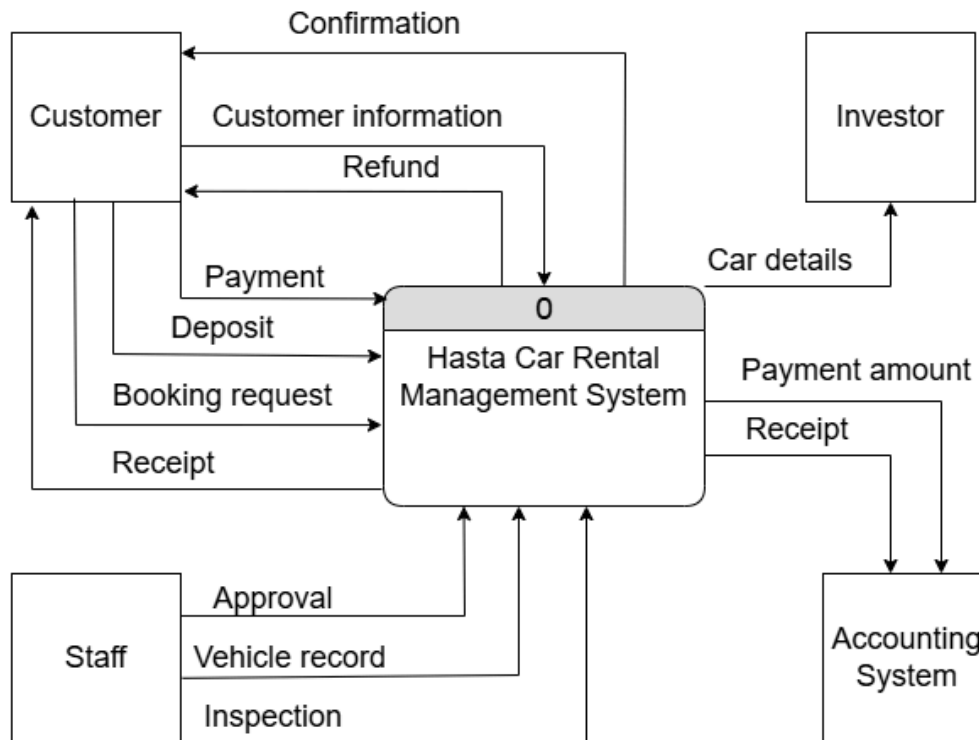 Confirmation
Customer
Customer information
Investor
Refund
Car details
Payment
0
Deposit
Hasta Car Rental
Management System
Payment amount
Booking request
Receipt
Receipt
Approval
Staff
Vehicle record
Accounting
System
Inspection